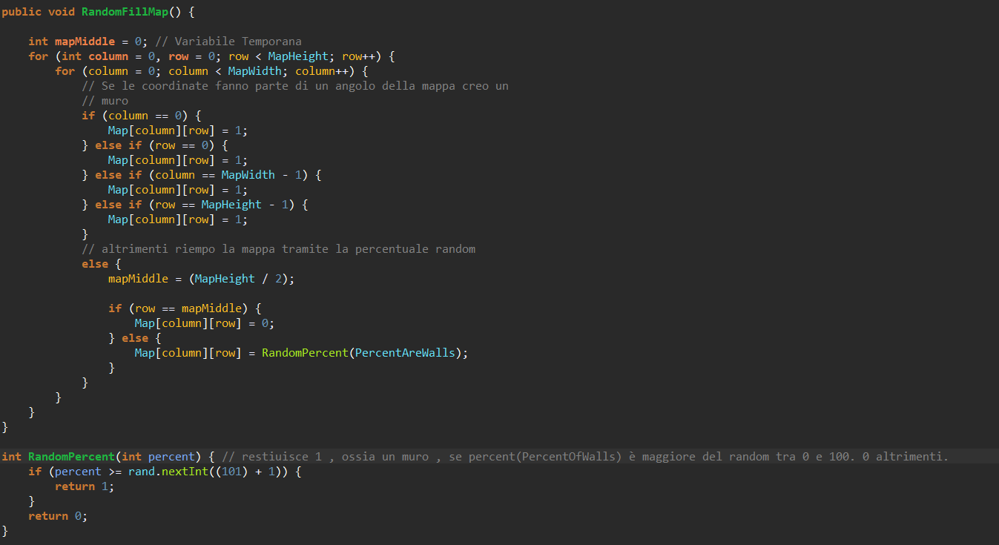 public void RandomFillMap() {
int mapMiddle = 0; // Variabile Temporana
for (int column = 0, row = 0; row < MapHeight; row++) {
for (column = 0; column < MapWidth; column++) {
// Se le coordinate fanno parte di un angolo della mappa creo un
// muro
if (column == 0) {
Map[column][row] = 1;
} else if (row == 0) {
Map[column][row] = 1;
} else if (column == MapWidth - 1) {
Map[column][row] = 1;
} else if (row == MapHeight - 1) {
Map[column][row] = 1;
}
// altrimenti riempo la mappa tramite la percentuale random
else {
mapMiddle = (MapHeight / 2);
if (row == mapMiddle) {
Map[column][row] = 0;
} else {
Map[column][row] = RandomPercent(PercentAreWalls);
}
}
}
}
}
int RandomPercent(int percent) { // restiuisce 1 , ossia un muro , se percent(PercentOfWalls) è maggiore del random tra 0 e 100. 0 altrimenti.
if (percent >= rand.nextInt((101) + 1)) {
return 1;
}
return 0;
}